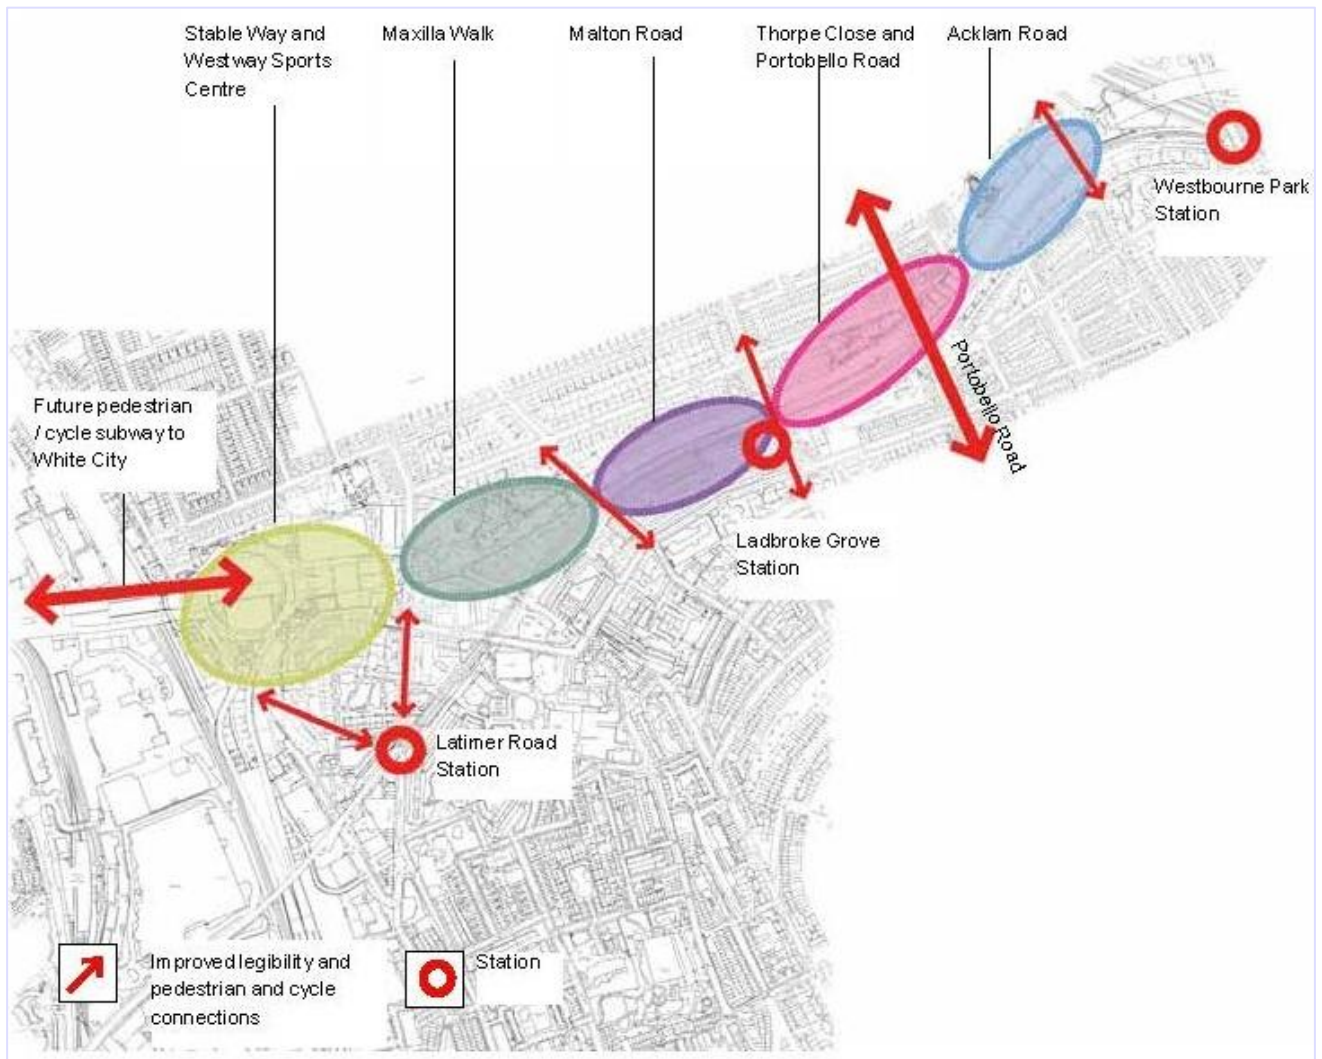 Stable Way and
Westway Sports
Centre
Maxilla Walk
Malton Road
Thorpe Close and
Portobello Road
Acklam Road
Westbourne Park
Station
Portobello Road
Future pedestrian
/ cycle subway to
White City
Ladbroke Grove
Station
Latimer Road
Station
Improved legibility and
pedestrian and cycle
connections
Station